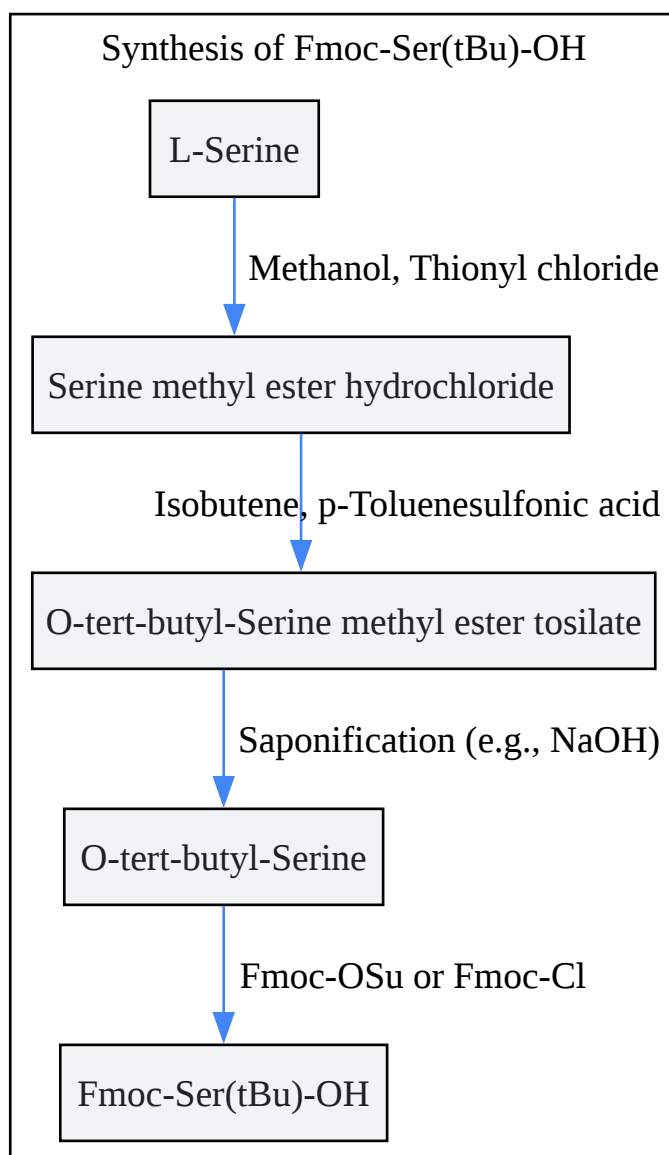 Synthesis of Fmoc-Ser(tBu)-OH
L-Serine
Methanol, Thionyl chloride
Serine methyl ester hydrochloride
Isobutene, p-Toluenesulfonic acid
O-tert-butyl-Serine methyl ester tosilate
Saponification (e.g., NaOH)
O-tert-butyl-Serine
Fmoc-OSu or Fmoc-Cl
Fmoc-Ser(tBu)-OH